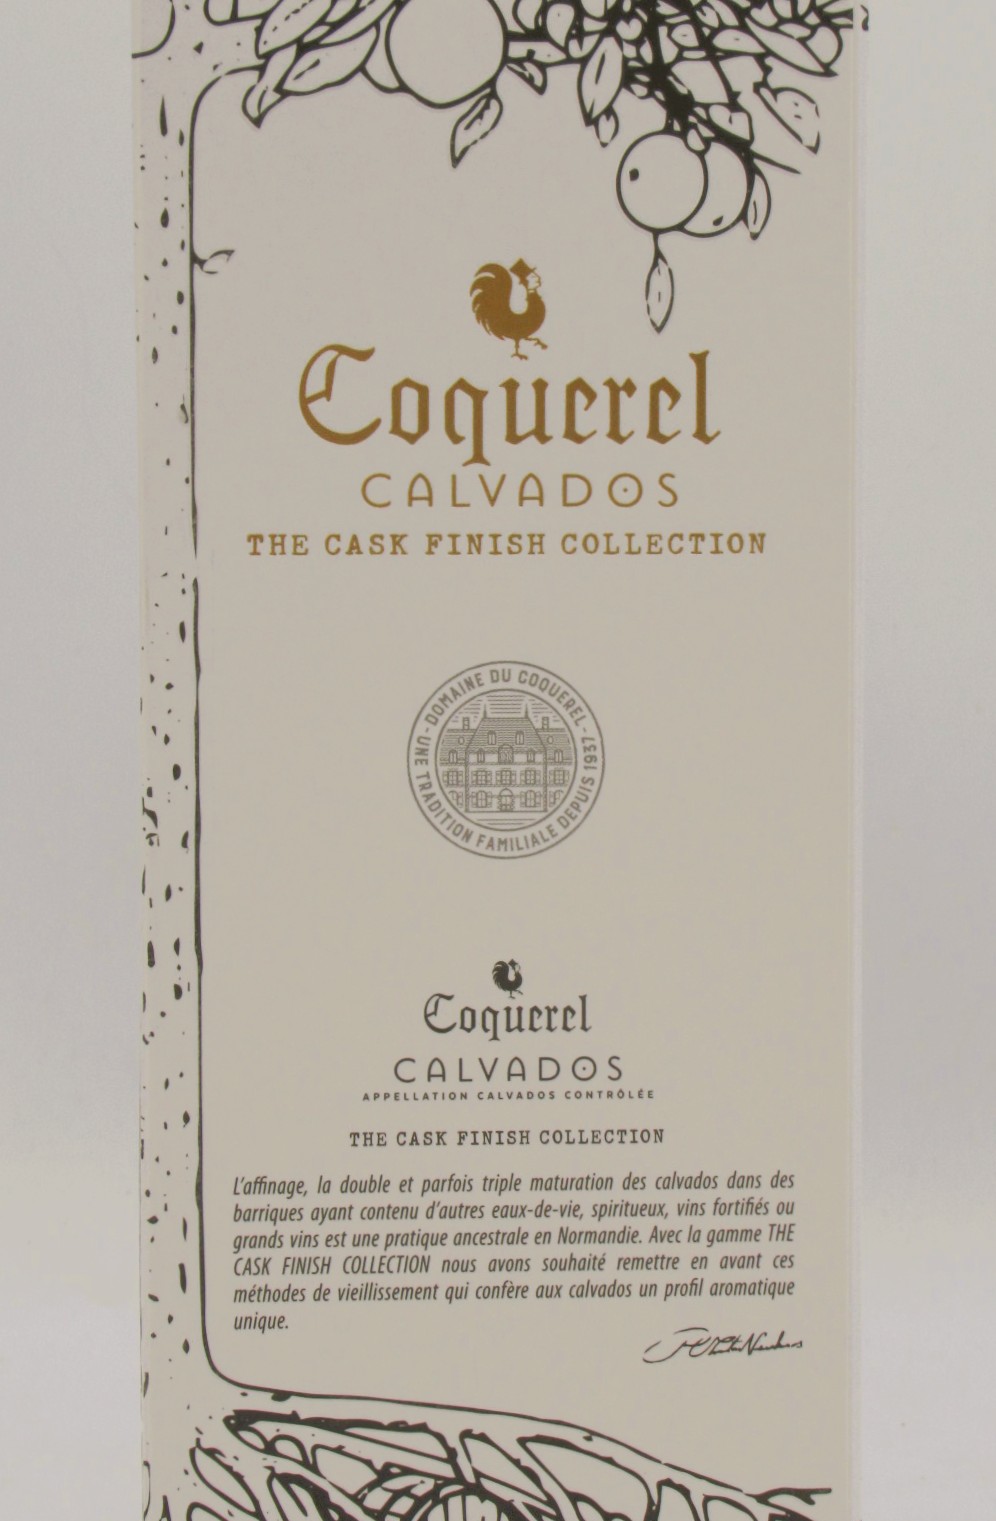 Coquerel
CALVADOS
THE CASK FINISH COLLECTION
DOMAINE DU COQUEREL
- UNE TRADITION FAMILIALE DEPUIS 1937 -
Coquerel
CALVADOS
APPELLATION CALVADOS CONTRÔLÉE
THE CASK FINISH COLLECTION
L'affinage, la double et parfois triple maturation des calvados dans des
barriques ayant contenu d'autres eaux-de-vie, spiritueux, vins fortifiés ou
grands vins est une pratique ancestrale en Normandie. Avec la gamme THE
CASK FINISH COLLECTION nous avons souhaité remettre en avant ces
méthodes de vieillissement qui confère aux calvados un profil aromatique
unique.